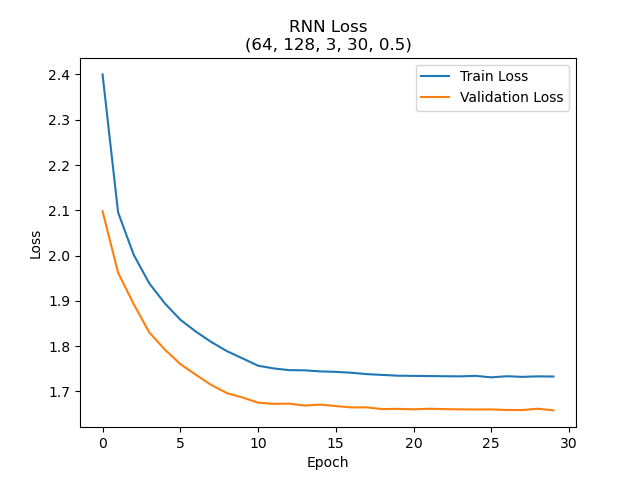 RNN Loss
(64, 128, 3, 30, 0.5)
Train Loss
Validation Loss
2.4
2.3
2.2
2.1
2.0
1.9
1.8
1.7
Loss
0 5 10 15 20 25 30
Epoch